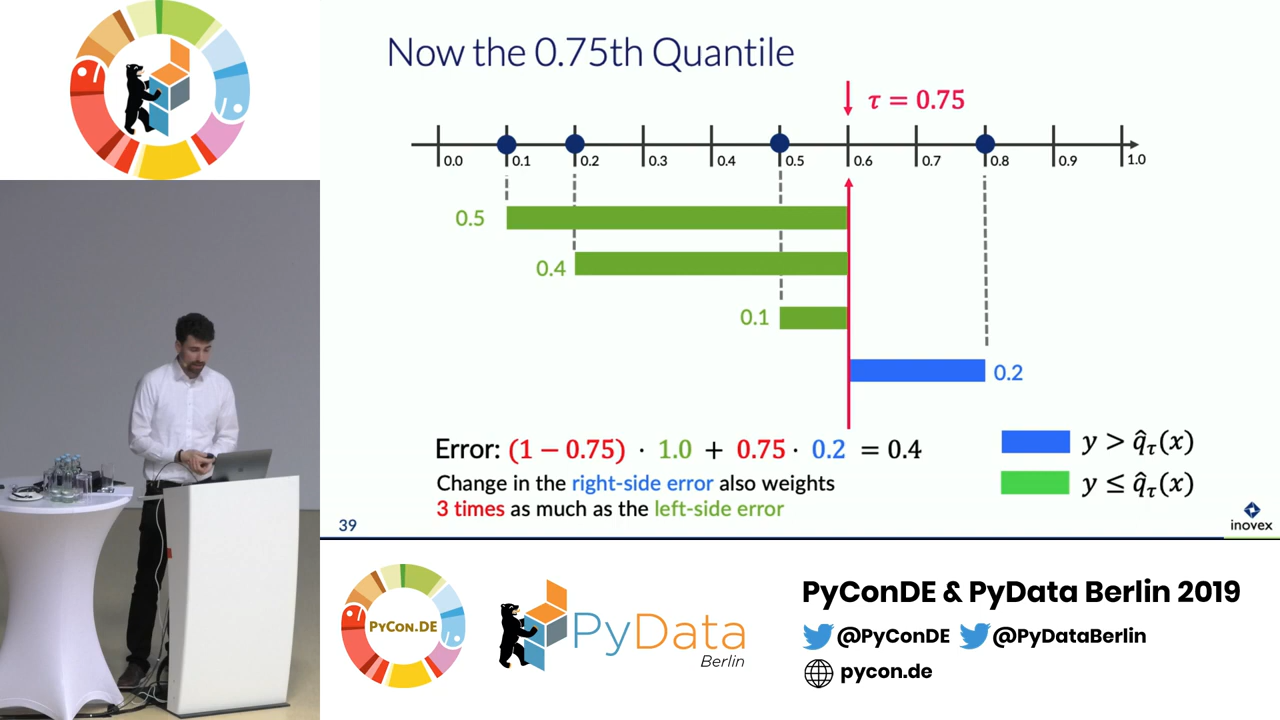 Now the 0.75th Quantile
τ = 0.75
0.0 0.1 0.2 0.3 0.4 0.5 0.6 0.7 0.8 0.9 1.0
0.5
0.4
0.1
0.2
Error: (1 − 0.75) · 1.0 + 0.75 · 0.2 = 0.4
Change in the right-side error also weights
3 times as much as the left-side error
y > q̂τ(x)
y ≤ q̂τ(x)
39
inovex
PyCon.DE
PyData
Berlin
PyConDE & PyData Berlin 2019
@PyConDE @PyDataBerlin
pycon.de